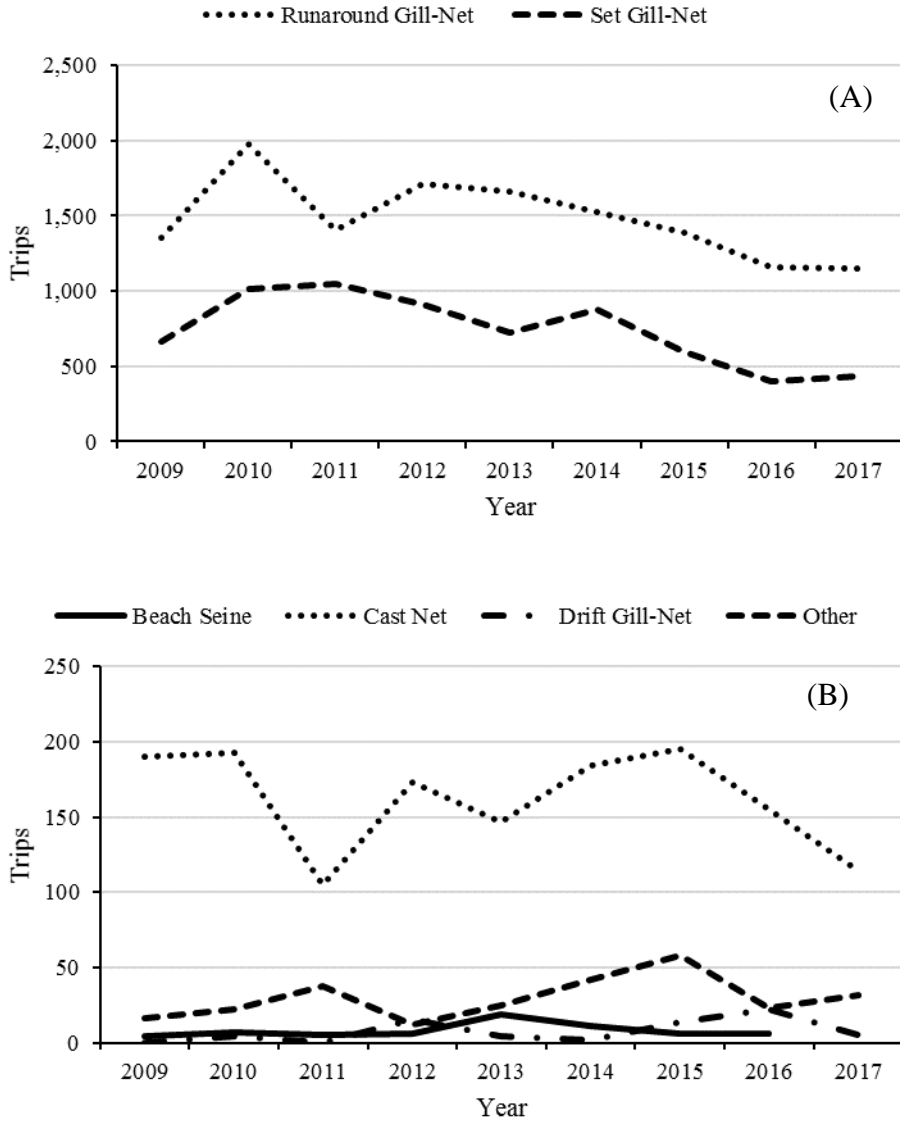 Runaround Gill-Net Set Gill-Net
2,500
(A)
2,000
1,500
Trips
1,000
500
0
2009 2010 2011 2012 2013 2014 2015 2016 2017
Year
Beach Seine Cast Net Drift Gill-Net Other
250
(B)
200
150
Trips
100
50
0
2009 2010 2011 2012 2013 2014 2015 2016 2017
Year